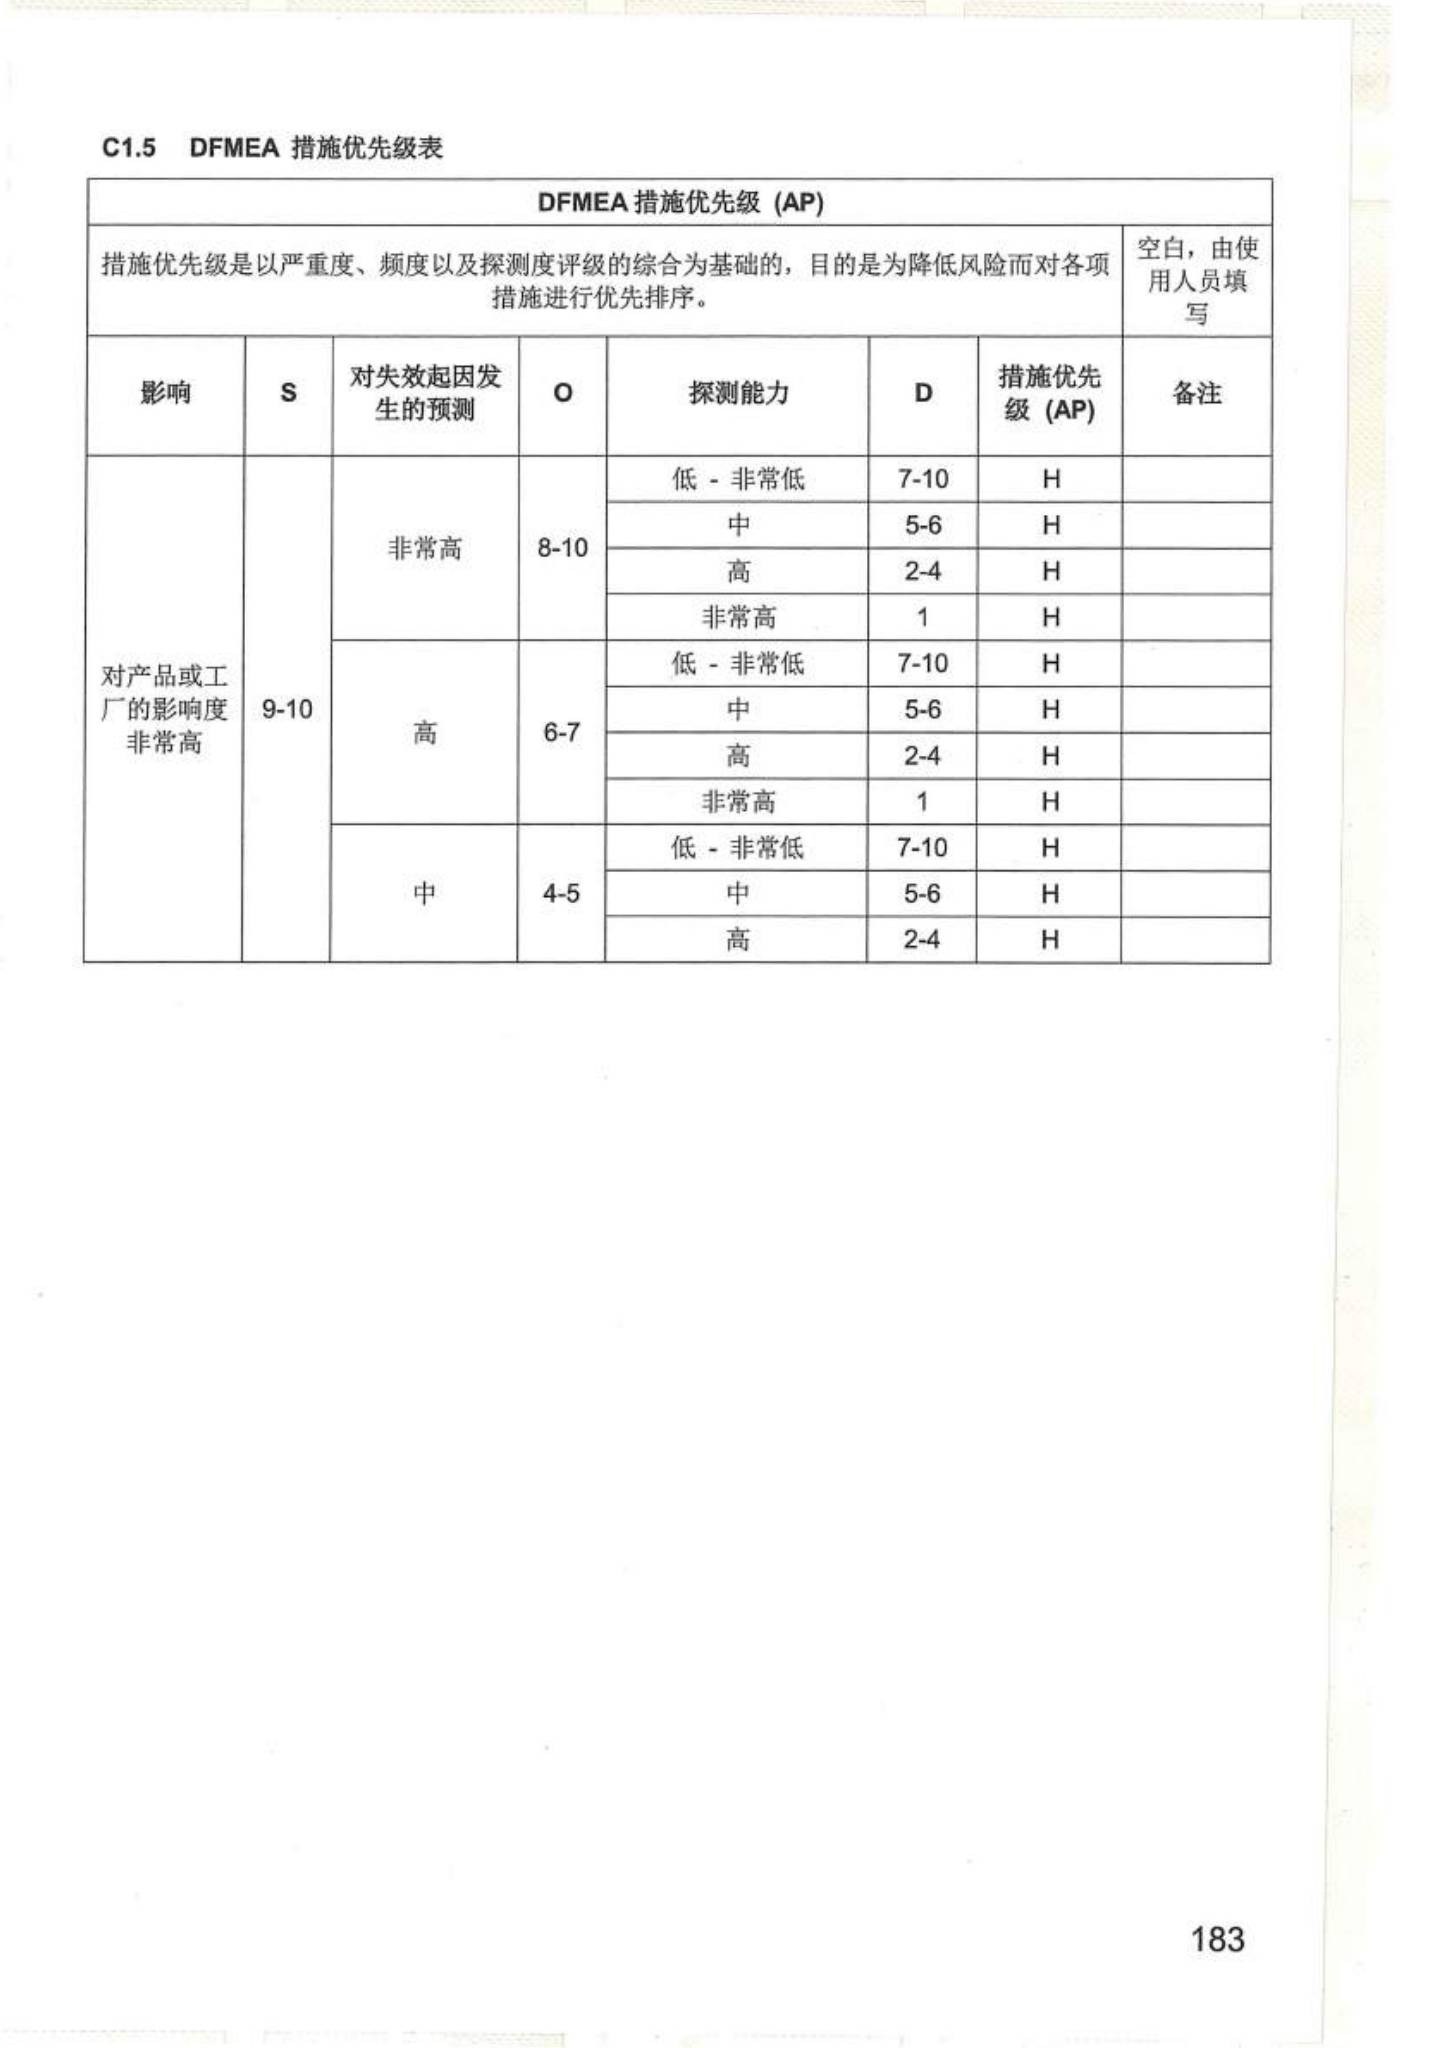 C1.5 DFMEA 措施优先级表
DFMEA 措施优先级 (AP)
措施优先级是以严重度、频度以及探测度评级的综合为基础的，目的是为降低风险而对各项
措施进行优先排序。
空白，由使
用人员填
写
影响
S
对失效起因发
生的预测
O
探测能力
D
措施优先
级 (AP)
备注
对产品或工
厂的影响度
非常高
9-10
非常高
8-10
低 - 非常低 7-10 H
中 5-6 H
高 2-4 H
非常高 1 H
高
6-7
低 - 非常低 7-10 H
中 5-6 H
高 2-4 H
非常高 1 H
中
4-5
低 - 非常低 7-10 H
中 5-6 H
高 2-4 H
183